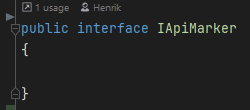 1 usage Henrik
public interface IApiMarker
{
}